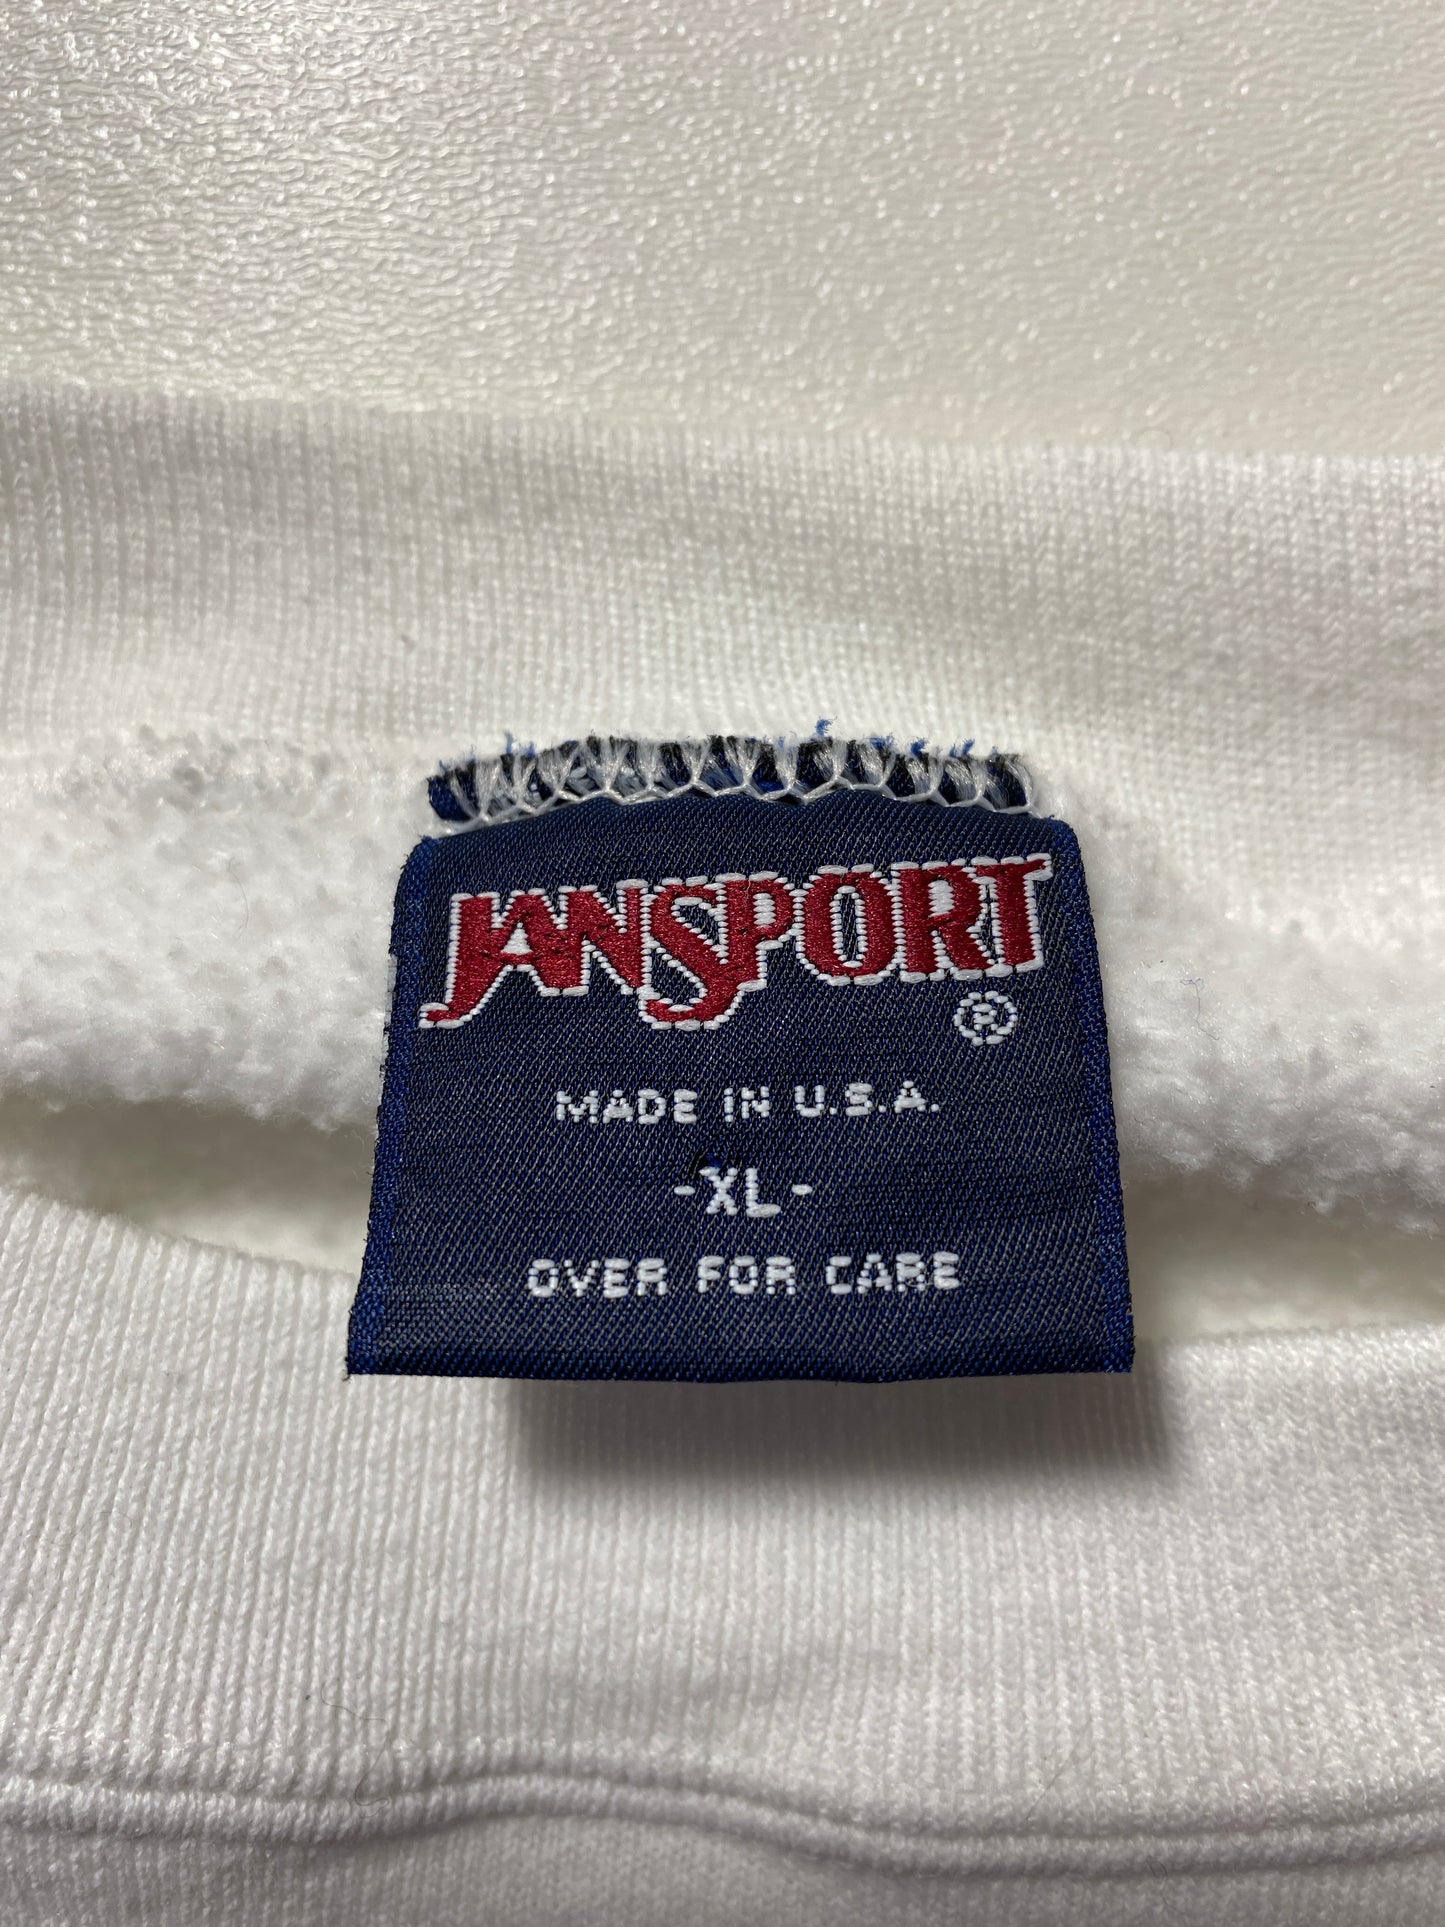 JANSPORT
®
MADE IN U.S.A.
-XL-
OVER FOR CARE